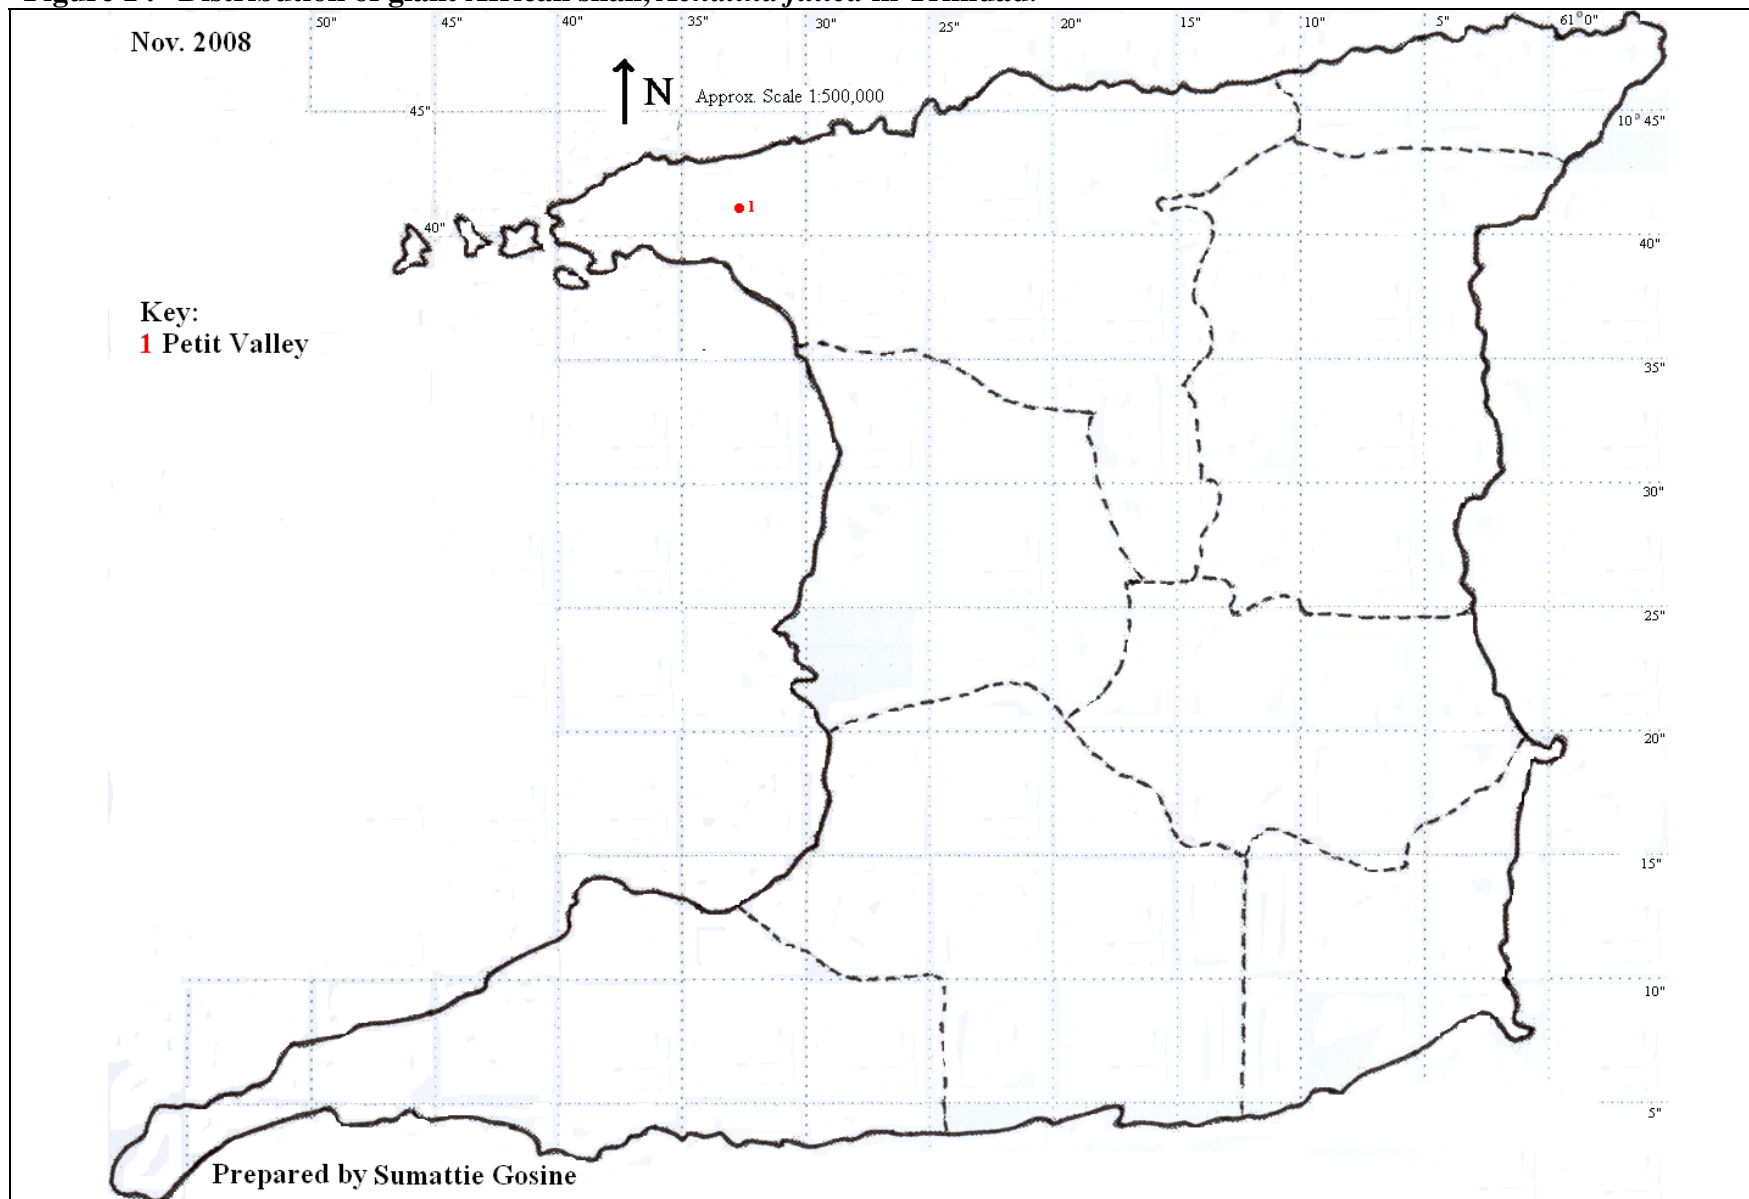 Nov. 2008
50" 45" 40" 35" 30" 25" 20" 15" 10" 5" 61°0"
N Approx. Scale 1:500,000
45" 10° 45"
1
40" 40"
Key:
1 Petit Valley
35"
30"
25"
20"
15"
10"
5"
Prepared by Sumattie Gosine